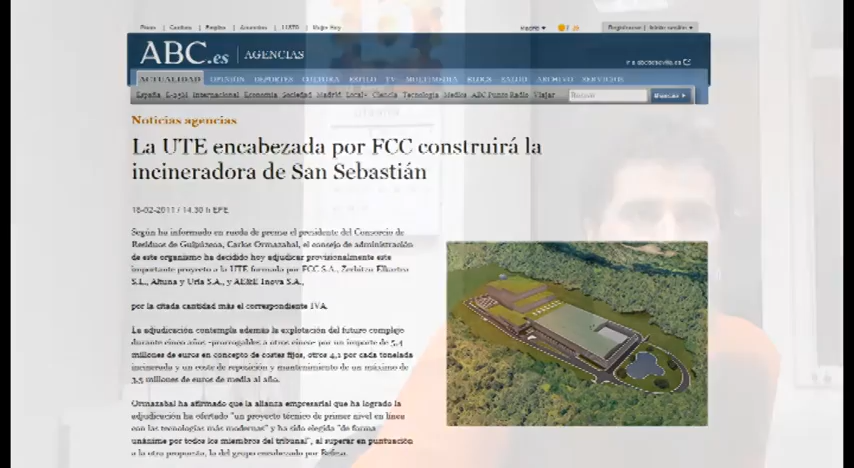 ABC.es AGENCIAS
ACTUALIDAD OPINIÓN DEPORTES CULTURA ESTILO TV MULTIMEDIA BLOGS SALUD ARCHIVO SERVICIOS
España Internacional Economía Sociedad Madrid Local Ciencia Tecnología Medios ABC Punto Radio Viajar Buscar
Noticias agencias
La UTE encabezada por FCC construirá la
incineradora de San Sebastián
18-02-2011 / 14:30 h EFE
Según ha informado en rueda de prensa el presidente del Consorcio de
Residuos de Guipúzcoa, Carlos Ormazabal, el consejo de administración
de este organismo ha decidido hoy adjudicar provisionalmente este
importante proyecto a la UTE formada por FCC S.A., Zerbitzu Elkartea
S.L., Altuna y Uria S.A., y AE&E Inova S.A.,
por la citada cantidad más el correspondiente IVA.
La adjudicación contempla además la explotación del futuro complejo
durante cinco años -prorrogables a otros cinco- por un importe de 5,4
millones de euros en concepto de costes fijos, otros 4,1 por cada tonelada
incinerada y un coste de reposición y mantenimiento de un máximo de
3,5 millones de euros de media al año.
Ormazabal ha afirmado que la alianza empresarial que ha logrado la
adjudicación ha ofertado "un proyecto técnico de primer nivel en línea
con las tecnologías más modernas" y ha sido elegida "de forma
unánime por todos los miembros del tribunal", al superar en puntuación
a la otra propuesta, la del grupo encabezado por Befesa.